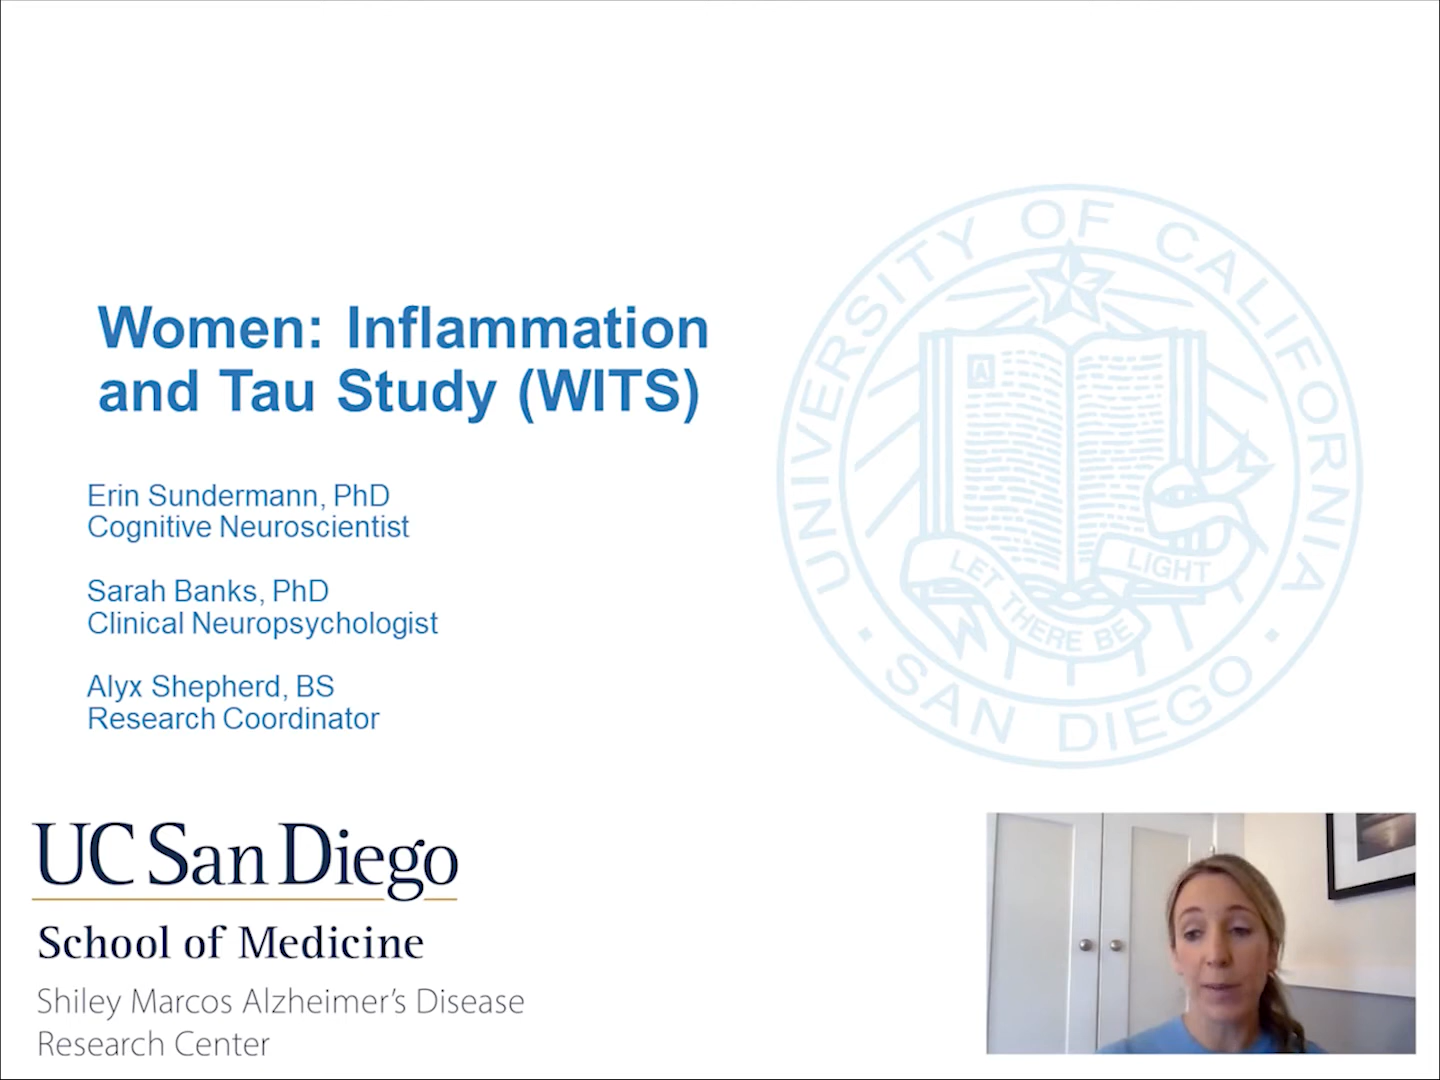 Women: Inflammation
and Tau Study (WITS)
Erin Sundermann, PhD
Cognitive Neuroscientist
Sarah Banks, PhD
Clinical Neuropsychologist
Alyx Shepherd, BS
Research Coordinator
UNIVERSITY OF CALIFORNIA
SAN DIEGO
A
LET THERE BE LIGHT
UC San Diego
School of Medicine
Shiley Marcos Alzheimer's Disease
Research Center